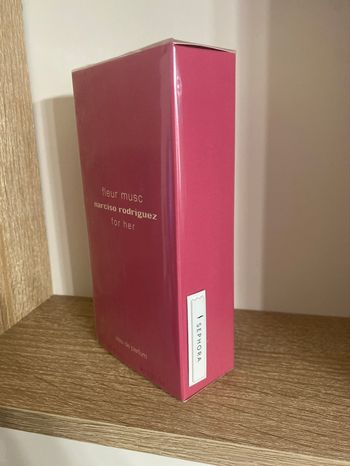 fleur musc
narciso rodriguez
for her
eau de parfum
SEPHORA